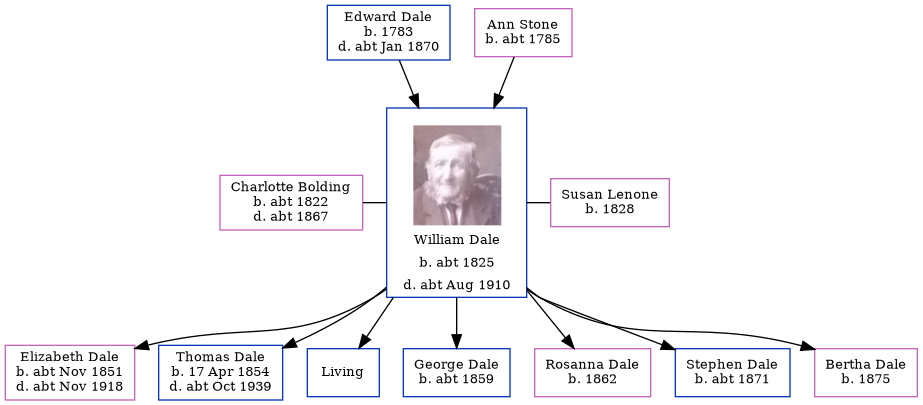 Edward Dale
b. 1783
d. abt Jan 1870
Ann Stone
b. abt 1785
Charlotte Bolding
b. abt 1822
d. abt 1867
William Dale
b. abt 1825
d. abt Aug 1910
Susan Lenone
b. 1828
Elizabeth Dale
b. abt Nov 1851
d. abt Nov 1918
Thomas Dale
b. 17 Apr 1854
d. abt Oct 1939
Living
George Dale
b. abt 1859
Rosanna Dale
b. 1862
Stephen Dale
b. abt 1871
Bertha Dale
b. 1875